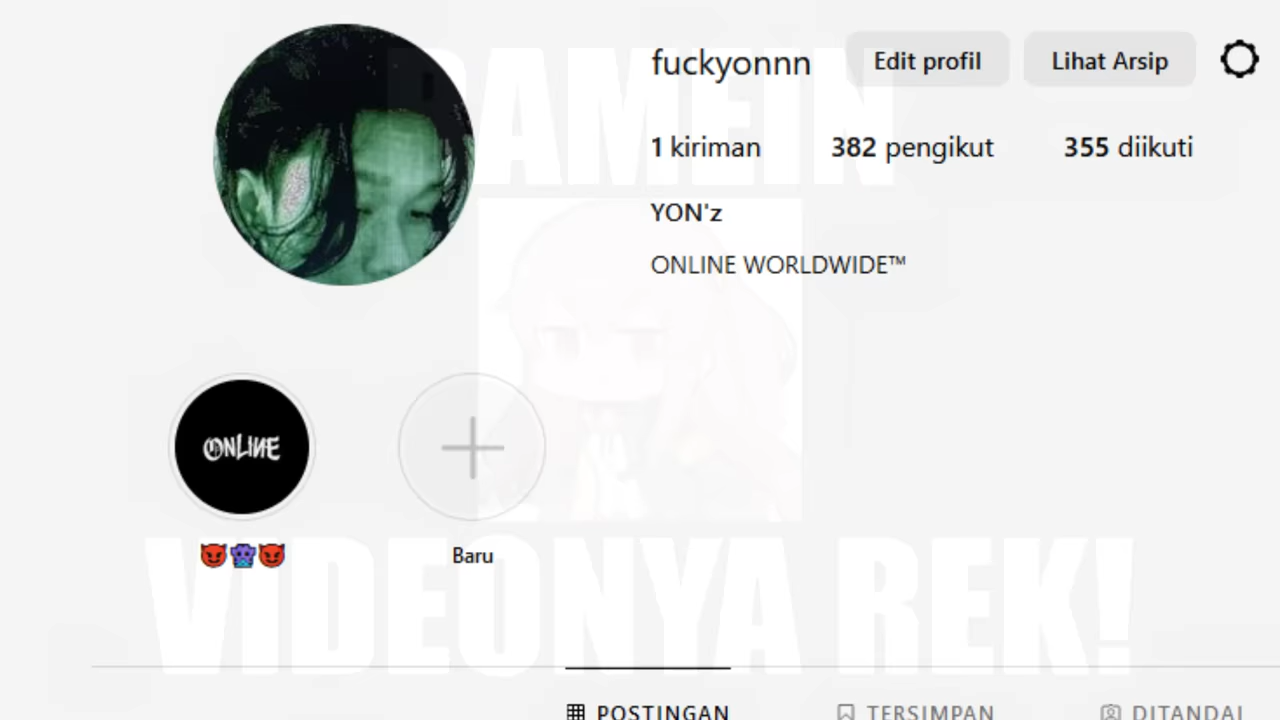 fuckyonnn Edit profil Lihat Arsip
RAMEIN
1 kiriman 382 pengikut 355 diikuti
YON'z
ONLINE WORLDWIDE™
ONLINE
😈👾😈 Baru
VIDEONYA REK!
POSTINGAN TERSIMPAN DITANDAI